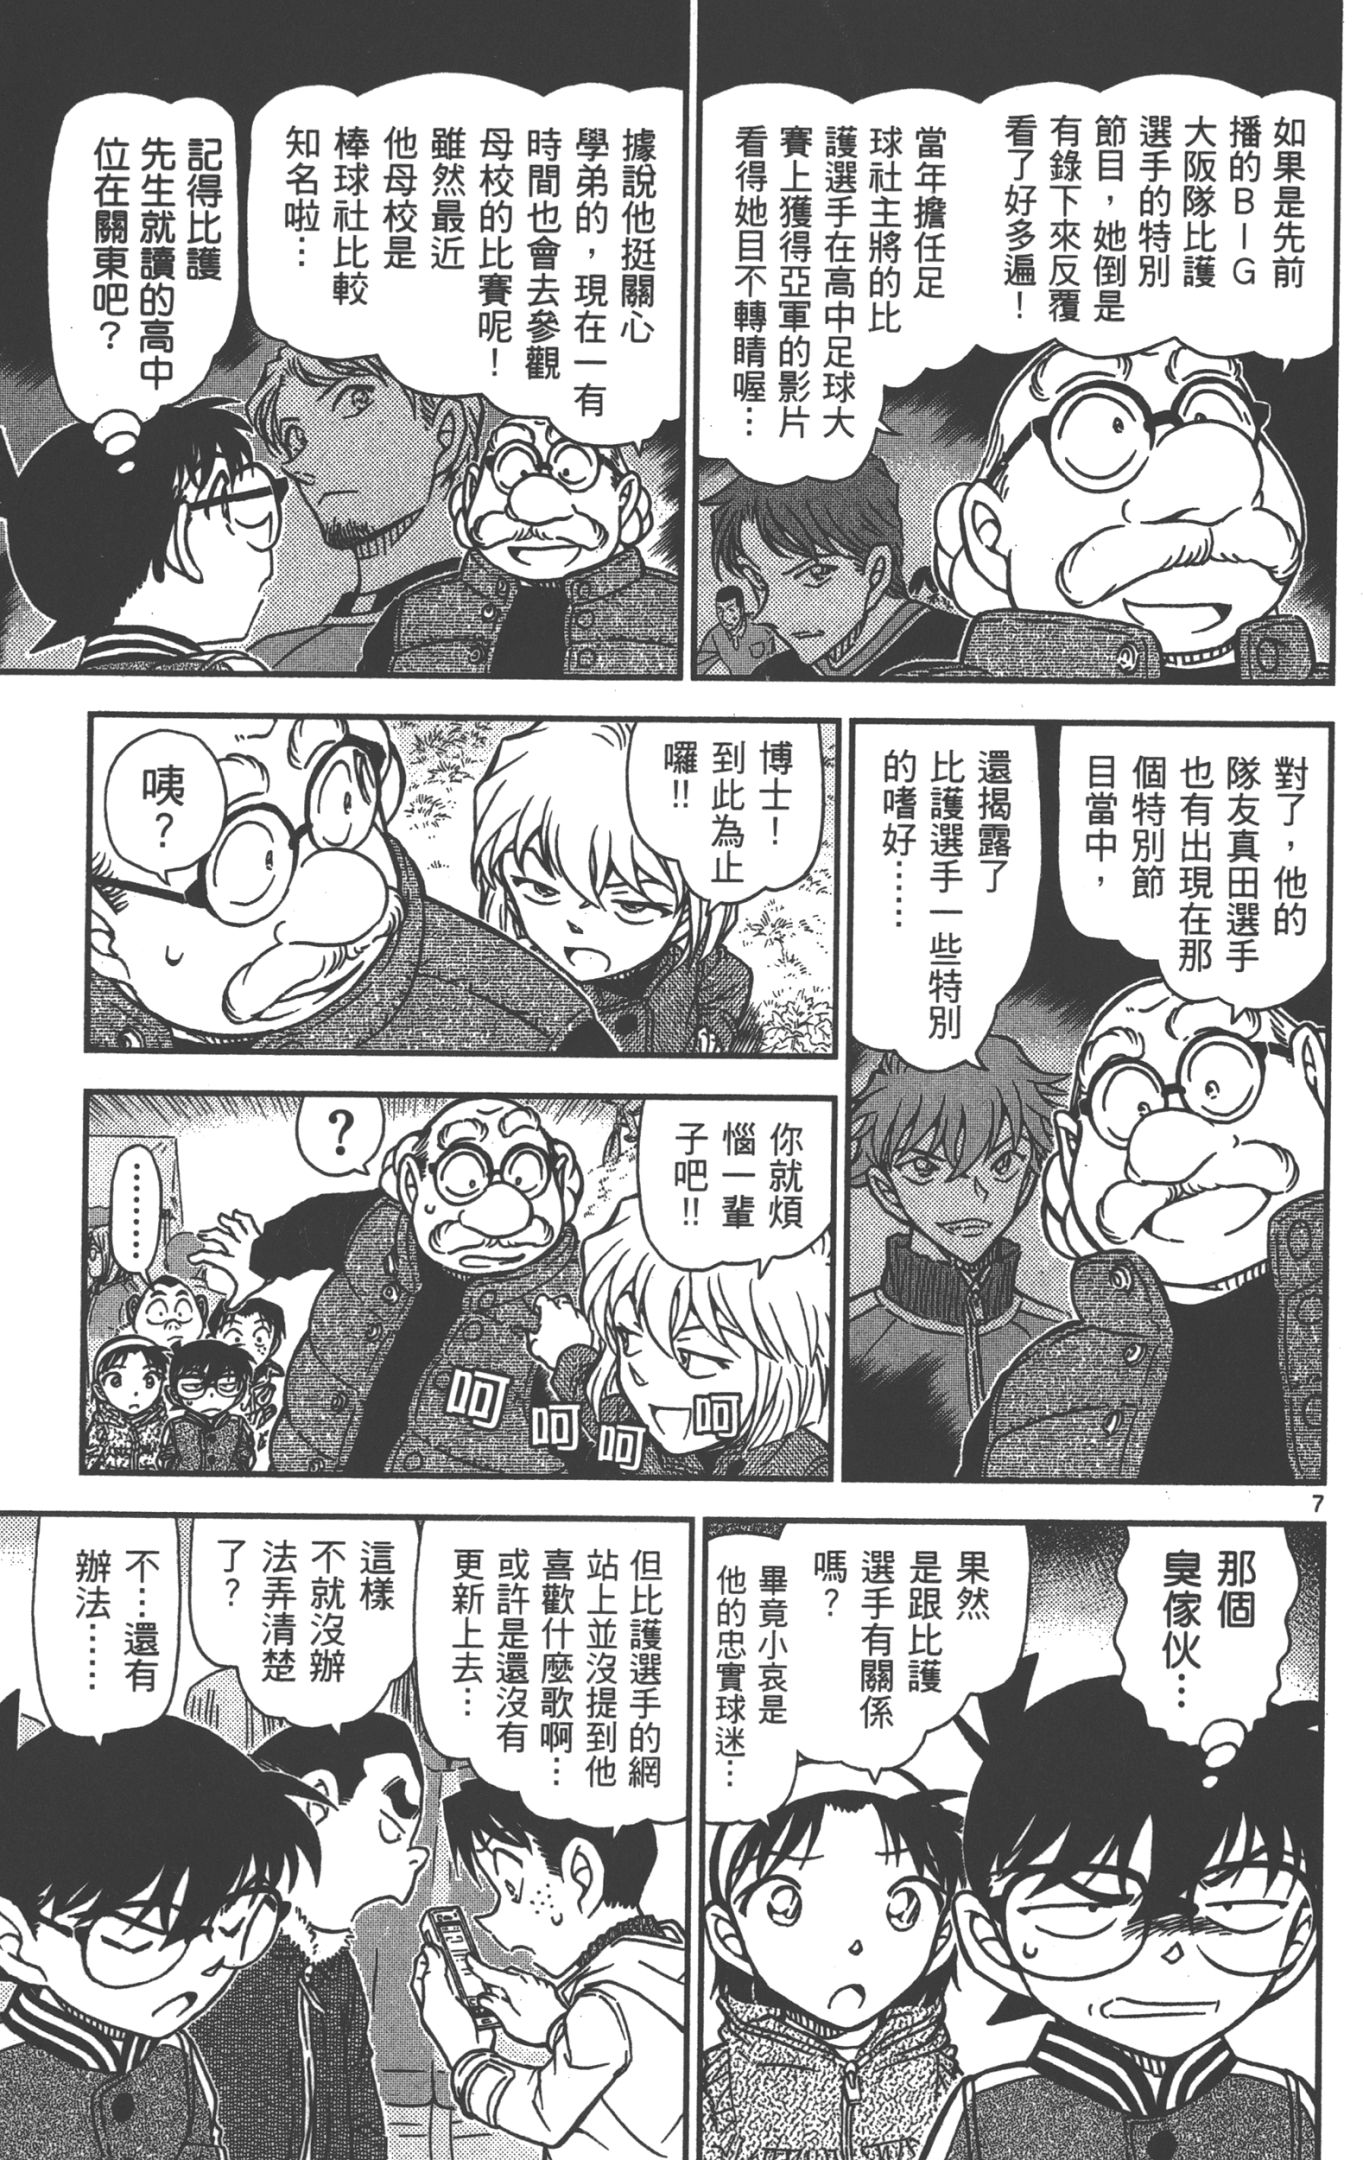 如果是先前
播的BIG
大阪隊比護
選手的特別
節目，她倒是
有錄下來反覆
看了好多遍！
當年擔任足
球社主將的比
護選手在高中足球大
賽上獲得亞軍的影片
看得她目不轉睛喔…
據說他挺關心
學弟的，現在一有
時間也會去參觀
母校的比賽呢！
雖然最近
他母校是
棒球社比較
知名啦…
記得比護
先生就讀的高中
位在關東吧？
對了，他的
隊友真田選手
也有出現在那
個特別節
目當中，
還揭露了
比護選手一些特別
的嗜好……
博士！
到此為止
囉!!
咦？
你就煩
惱一輩
子吧!!
？
………
呵
呵
呵
呵
7
那個
臭傢伙…
果然
是跟比護
選手有關係
嗎？
畢竟小哀是
他的忠實球迷…
但比護選手的網
站上並沒提到他
喜歡什麼歌啊…
或許是還沒有
更新上去…
這樣
不就沒辦
法弄清楚
了？
不…還有
辦法……